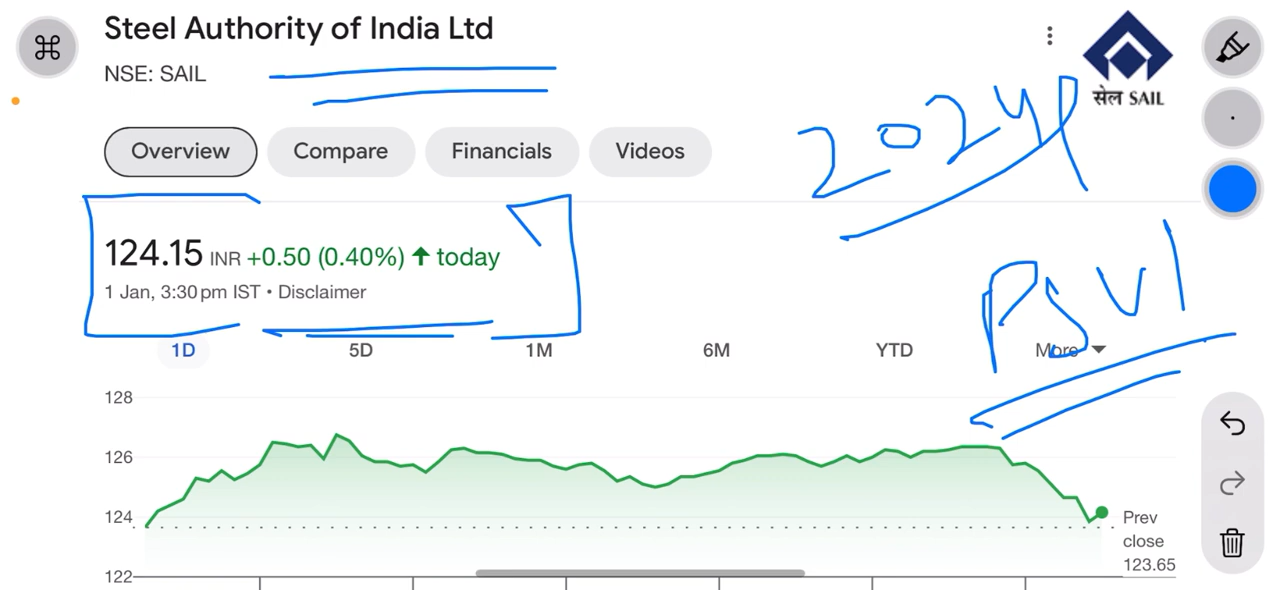 Steel Authority of India Ltd
NSE: SAIL
सेल SAIL
Overview Compare Financials Videos
2024
124.15 INR +0.50 (0.40%) ↑ today
1 Jan, 3:30 pm IST • Disclaimer
1D 5D 1M 6M YTD More
128
126
124
122
Prev
close
123.65